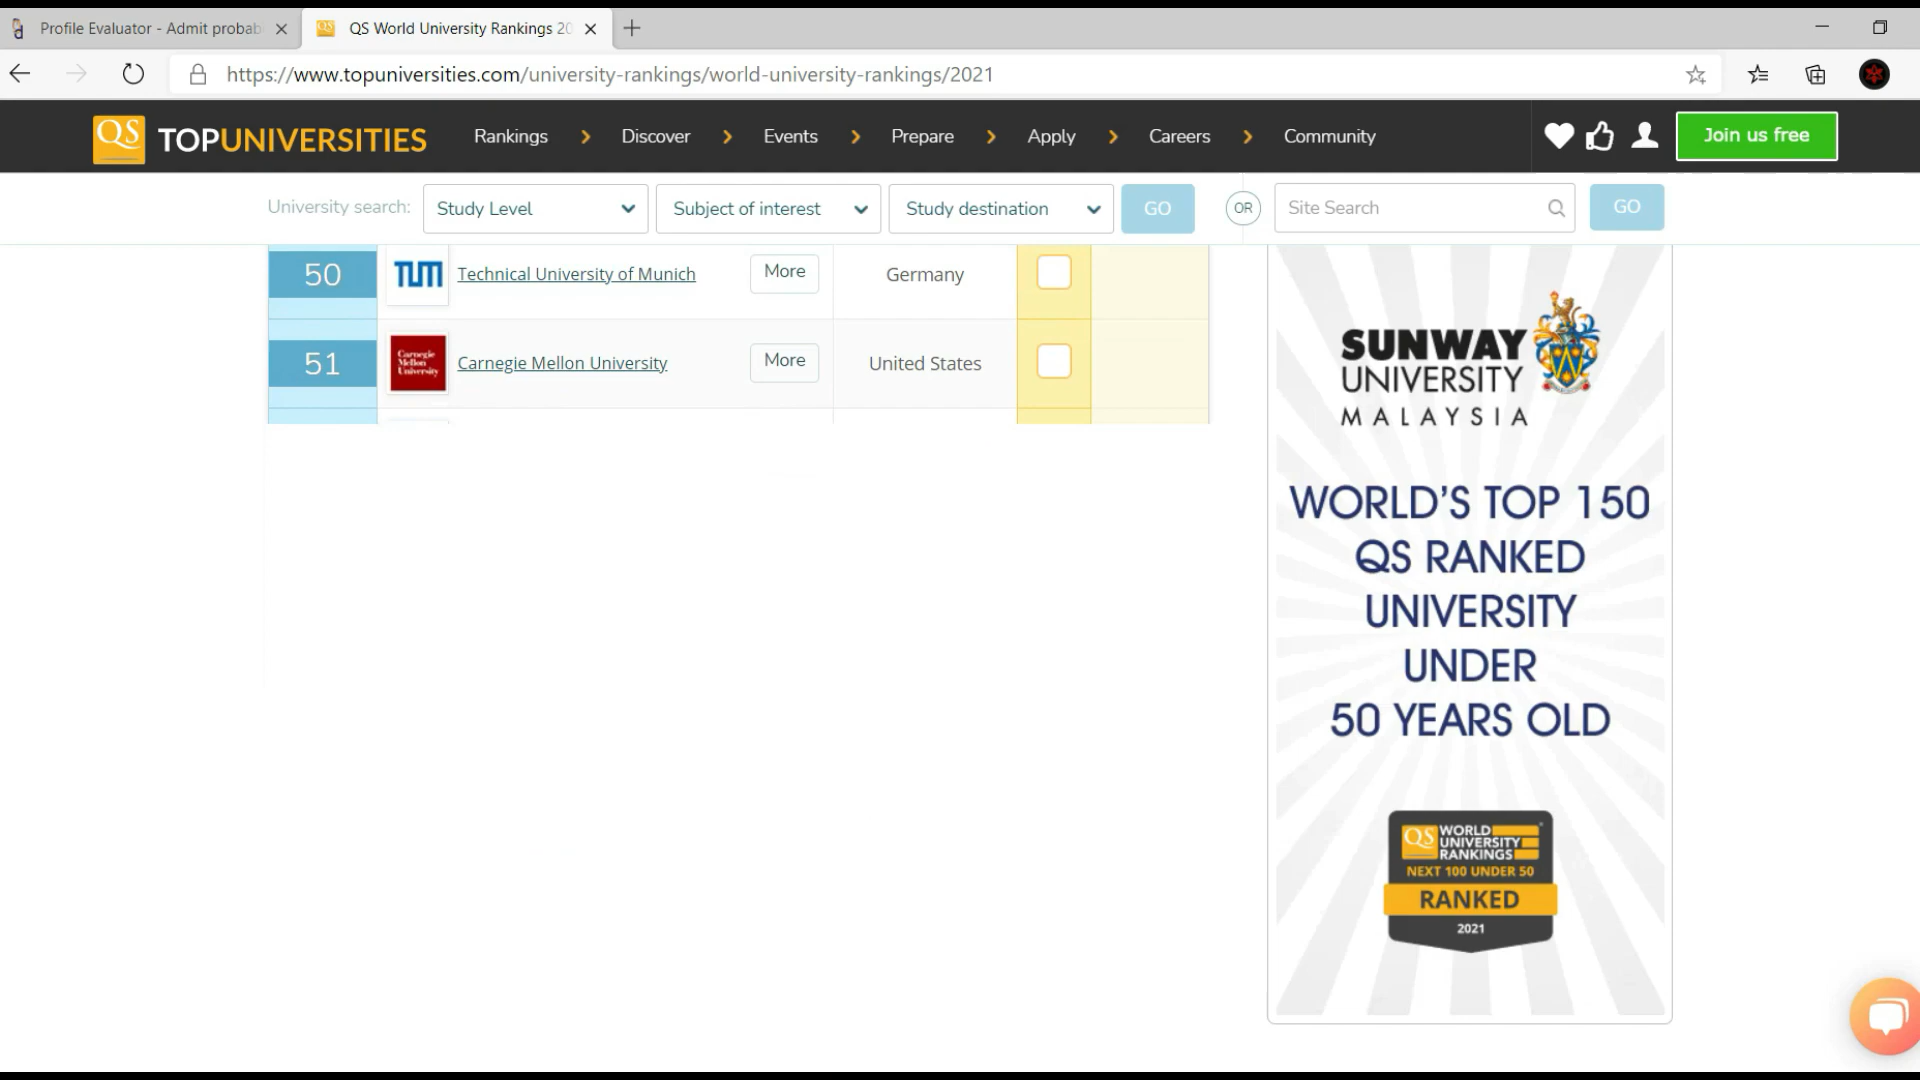 Profile Evaluator - Admit probab
QS World University Rankings 20
https://www.topuniversities.com/university-rankings/world-university-rankings/2021
QS TOPUNIVERSITIES
Rankings
Discover
Events
Prepare
Apply
Careers
Community
Join us free
University search:
Study Level
Subject of interest
Study destination
GO
OR
Site Search
GO
50
TUM
Technical University of Munich
More
Germany
51
Carnegie
Mellon
University
Carnegie Mellon University
More
United States
SUNWAY
UNIVERSITY
MALAYSIA
WORLD'S TOP 150
QS RANKED
UNIVERSITY
UNDER
50 YEARS OLD
QS WORLD
UNIVERSITY
RANKINGS
NEXT 100 UNDER 50
RANKED
2021